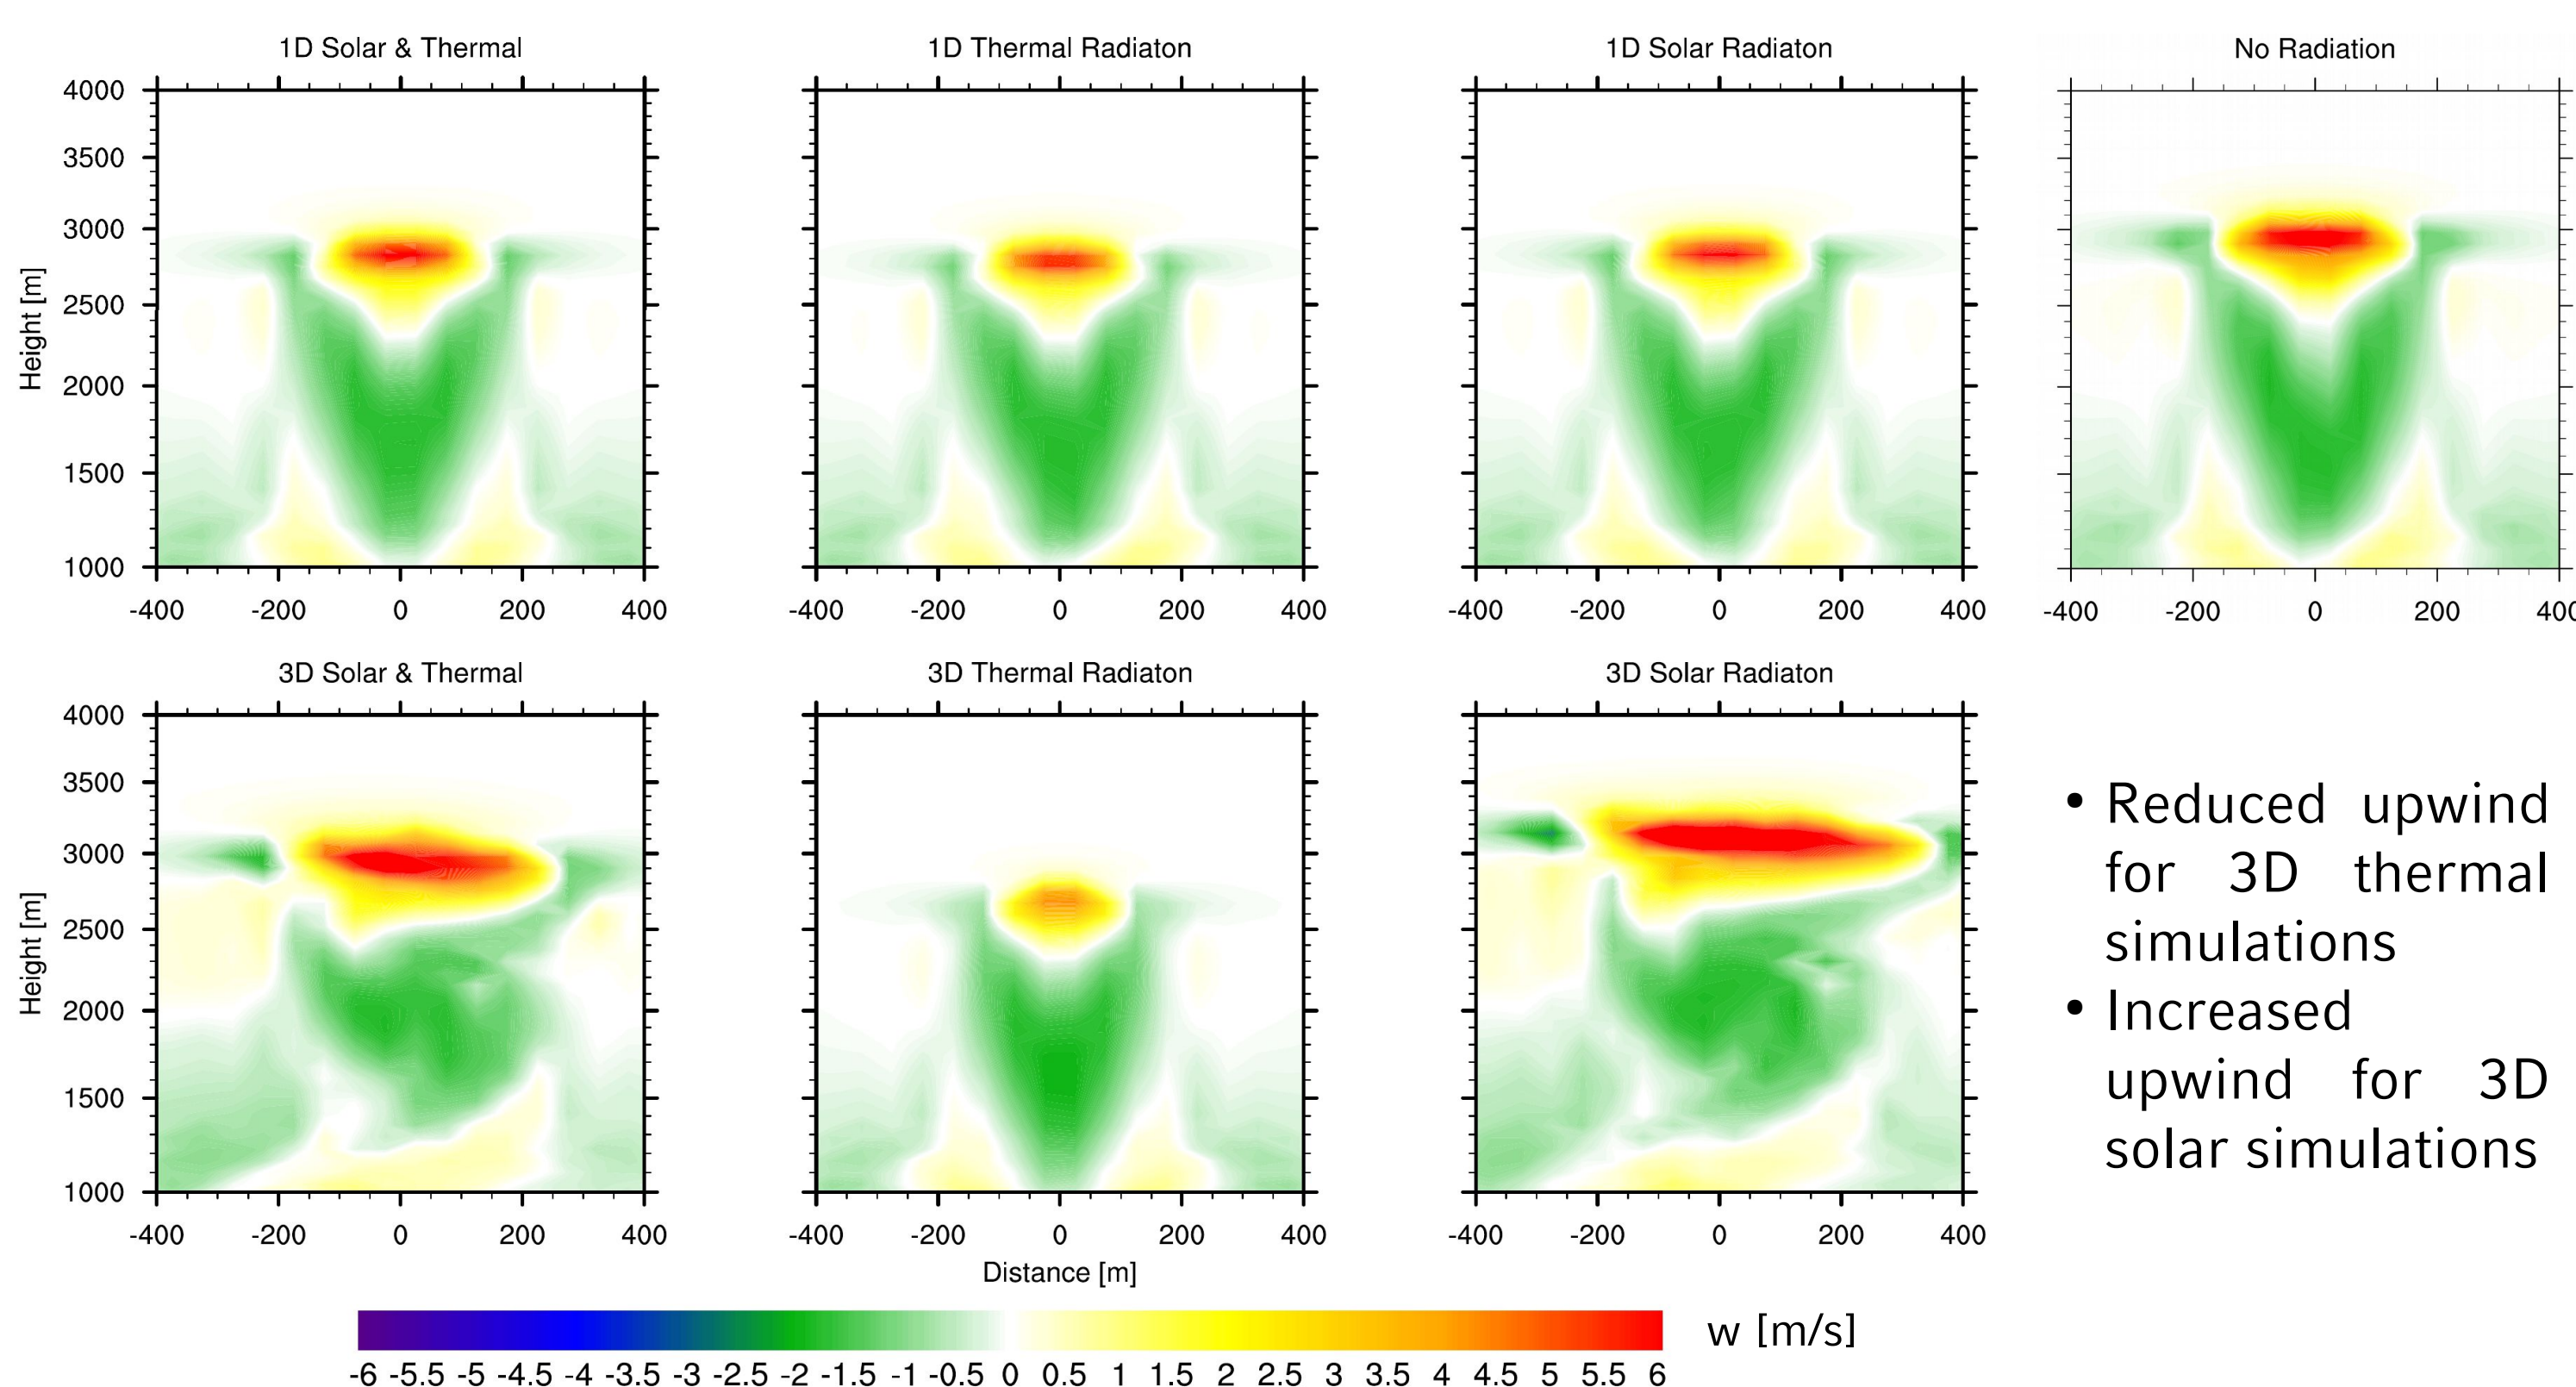 1D Solar & Thermal
1D Thermal Radiaton
1D Solar Radiaton
No Radiation
4000
3500
3000
2500
2000
1500
1000
Height [m]
-400 -200 0 200 400
-400 -200 0 200 400
-400 -200 0 200 400
-400 -200 0 200 400
3D Solar & Thermal
3D Thermal Radiaton
3D Solar Radiaton
4000
3500
3000
2500
2000
1500
1000
Height [m]
-400 -200 0 200 400
-400 -200 0 200 400
-400 -200 0 200 400
Distance [m]
• Reduced upwind
for 3D thermal
simulations
• Increased
upwind for 3D
solar simulations
w [m/s]
-6 -5.5 -5 -4.5 -4 -3.5 -3 -2.5 -2 -1.5 -1 -0.5 0 0.5 1 1.5 2 2.5 3 3.5 4 4.5 5 5.5 6